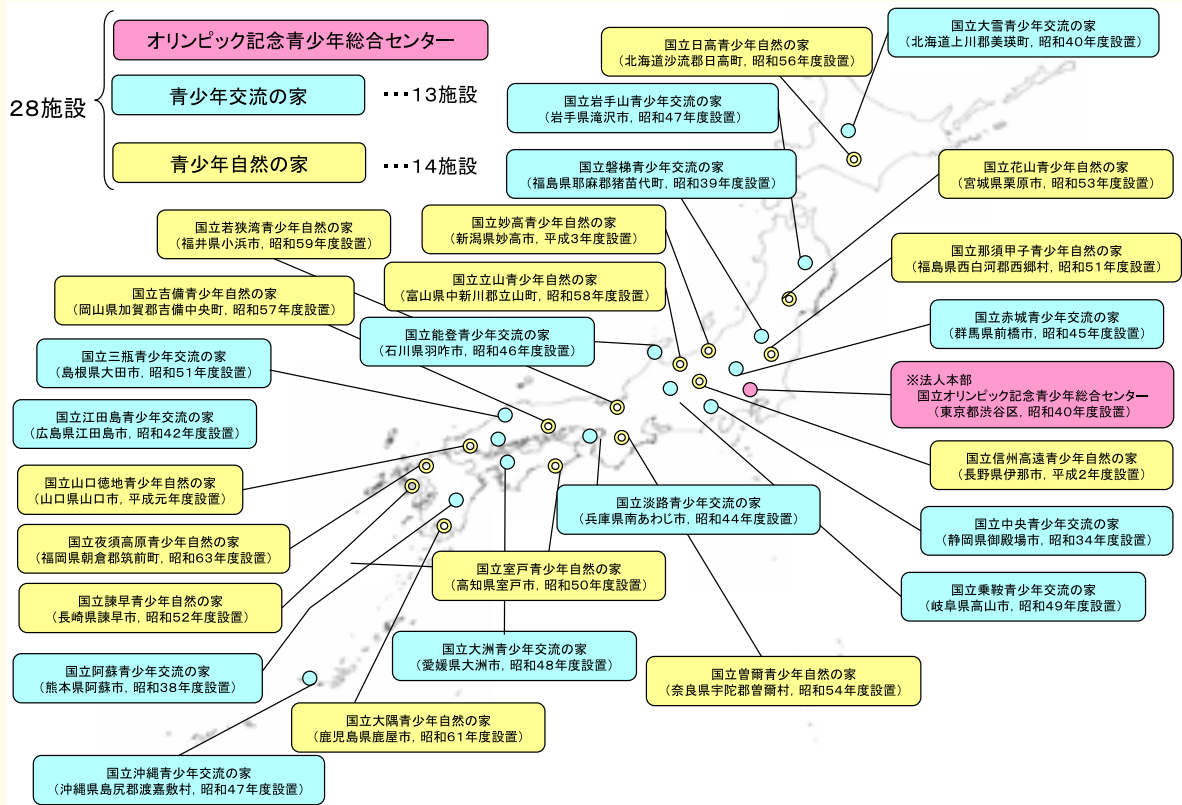 28施設
オリンピック記念青少年総合センター
青少年交流の家
・・・13施設
青少年自然の家
・・・14施設
国立大雪青少年交流の家
(北海道上川郡美瑛町, 昭和40年度設置)
国立日高青少年自然の家
(北海道沙流郡日高町, 昭和56年度設置)
国立岩手山青少年交流の家
(岩手県滝沢市, 昭和47年度設置)
国立磐梯青少年交流の家
(福島県耶麻郡猪苗代町, 昭和39年度設置)
国立花山青少年自然の家
(宮城県栗原市, 昭和53年度設置)
国立若狭湾青少年自然の家
(福井県小浜市, 昭和59年度設置)
国立妙高青少年自然の家
(新潟県妙高市, 平成3年度設置)
国立那須甲子青少年自然の家
(福島県西白河郡西郷村, 昭和51年度設置)
国立吉備青少年自然の家
(岡山県加賀郡吉備中央町, 昭和57年度設置)
国立立山青少年自然の家
(富山県中新川郡立山町, 昭和58年度設置)
国立赤城青少年交流の家
(群馬県前橋市, 昭和45年度設置)
国立能登青少年交流の家
(石川県羽咋市, 昭和46年度設置)
国立三瓶青少年交流の家
(島根県大田市, 昭和51年度設置)
※法人本部
国立オリンピック記念青少年総合センター
(東京都渋谷区, 昭和40年度設置)
国立江田島青少年交流の家
(広島県江田島市, 昭和42年度設置)
国立信州高遠青少年自然の家
(長野県伊那市, 平成2年度設置)
国立山口徳地青少年自然の家
(山口県山口市, 平成元年度設置)
国立淡路青少年交流の家
(兵庫県南あわじ市, 昭和44年度設置)
国立中央青少年交流の家
(静岡県御殿場市, 昭和34年度設置)
国立夜須高原青少年自然の家
(福岡県朝倉郡筑前町, 昭和63年度設置)
国立室戸青少年自然の家
(高知県室戸市, 昭和50年度設置)
国立乗鞍青少年交流の家
(岐阜県高山市, 昭和49年度設置)
国立諫早青少年自然の家
(長崎県諫早市, 昭和52年度設置)
国立大洲青少年交流の家
(愛媛県大洲市, 昭和48年度設置)
国立阿蘇青少年交流の家
(熊本県阿蘇市, 昭和38年度設置)
国立曽爾青少年自然の家
(奈良県宇陀郡曽爾村, 昭和54年度設置)
国立大隅青少年自然の家
(鹿児島県鹿屋市, 昭和61年度設置)
国立沖縄青少年交流の家
(沖縄県島尻郡渡嘉敷村, 昭和47年度設置)